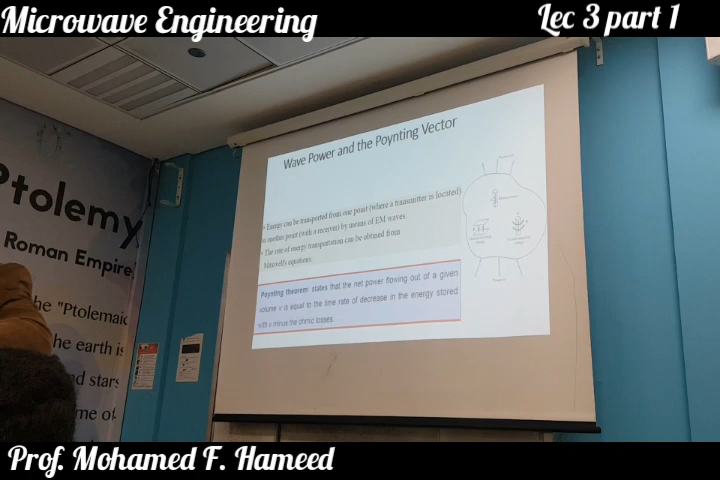 Microwave Engineering
Lec 3 part 1
Ptolemy
Roman Empire
he "Ptolemaic
he earth is
nd stars
me of
Wave Power and the Poynting Vector
Energy can be transported from one point (where a transmitter is located)
to another point (with a receiver) by means of EM waves
The rate of energy transportation can be obtained from
Maxwell's equations:
Poynting theorem: states that the net power flowing out of a given
volume v is equal to the time rate of decrease in the energy stored
with v minus the ohmic losses.
Prof. Mohamed F. Hameed